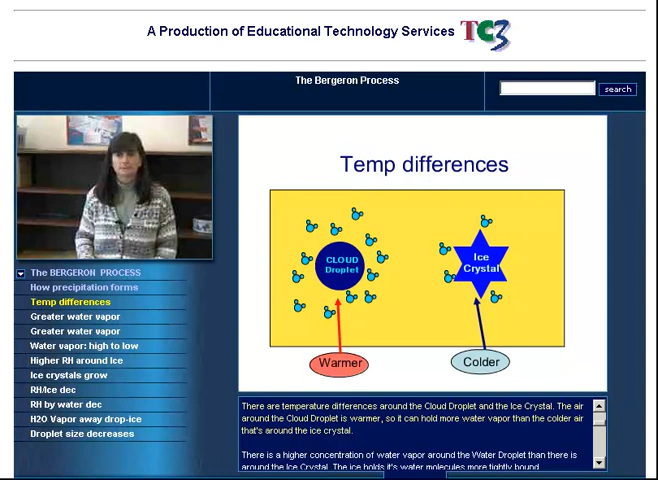 A Production of Educational Technology Services TC3
The Bergeron Process
search
Temp differences
CLOUD
Droplet
Ice
Crystal
Warmer
Colder
The BERGERON PROCESS
How precipitation forms
Temp differences
Greater water vapor
Greater water vapor
Water vapor: high to low
Higher RH around Ice
Ice crystals grow
RH/Ice dec
RH by water dec
H2O Vapor away drop-ice
Droplet size decreases
There are temperature differences around the Cloud Droplet and the Ice Crystal. The air
around the Cloud Droplet is warmer, so it can hold more water vapor than the colder air
that's around the ice crystal.
There is a higher concentration of water vapor around the Water Droplet than there is
around the Ice Crystal. The ice holds it's water molecules more tightly bound